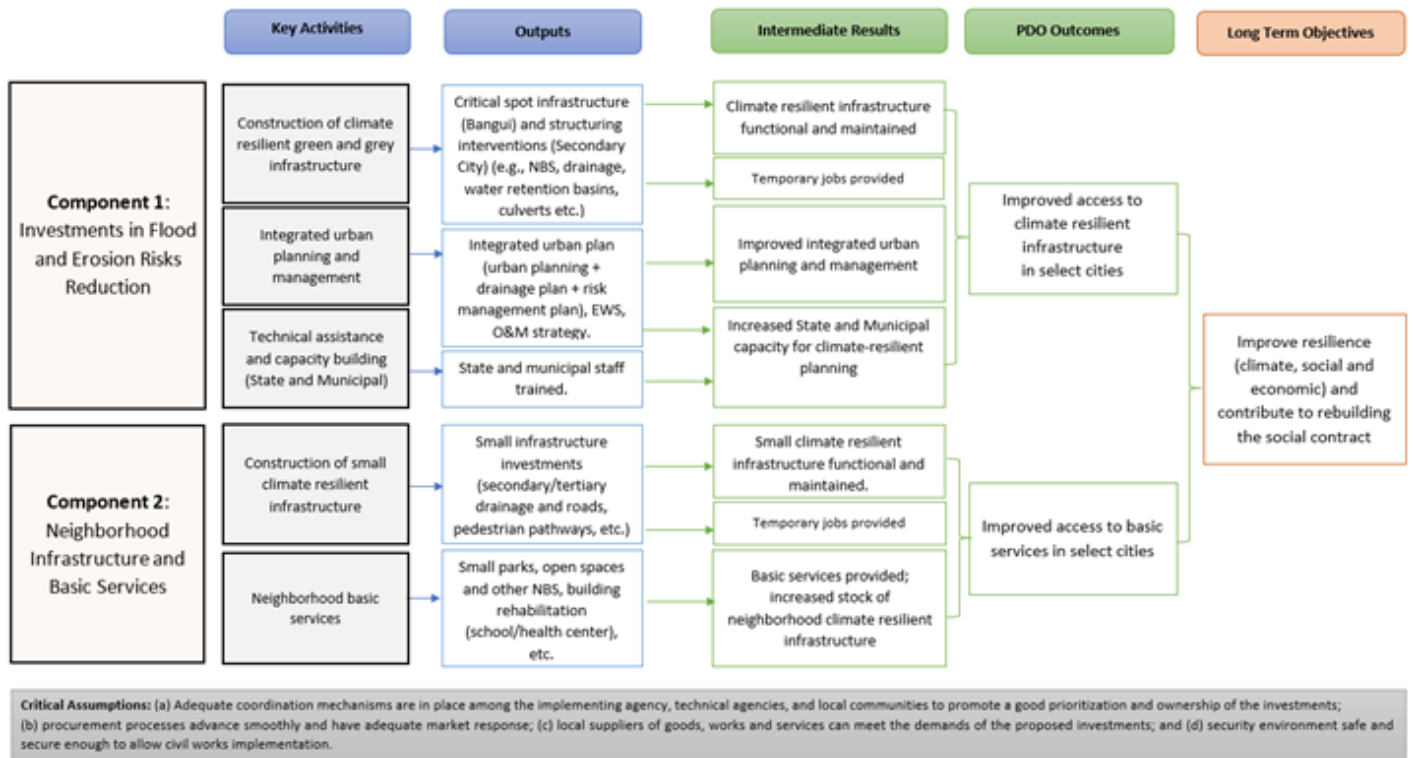 Key Activities
Outputs
Intermediate Results
PDO Outcomes
Long Term Objectives
Component 1:
Investments in Flood
and Erosion Risks
Reduction
Construction of climate
resilient green and grey
infrastructure
Integrated urban
planning and
management
Technical assistance
and capacity building
(State and Municipal)
Critical spot infrastructure
(Bangui) and structuring
interventions (Secondary
City) (e.g., NBS, drainage,
water retention basins,
culverts etc.)
Integrated urban plan
(urban planning +
drainage plan + risk
management plan), EWS,
O&M strategy.
State and municipal staff
trained.
Climate resilient infrastructure
functional and maintained
Temporary jobs provided
Improved integrated urban
planning and management
Increased State and Municipal
capacity for climate-resilient
planning
Improved access to
climate resilient
infrastructure
in select cities
Component 2:
Neighborhood
Infrastructure and
Basic Services
Construction of small
climate resilient
infrastructure
Neighborhood basic
services
Small infrastructure
investments
(secondary/tertiary
drainage and roads,
pedestrian pathways, etc.)
Small parks, open spaces
and other NBS, building
rehabilitation
(school/health center),
etc.
Small climate resilient
infrastructure functional and
maintained.
Temporary jobs provided
Basic services provided;
increased stock of
neighborhood climate resilient
infrastructure
Improved access to basic
services in select cities
Improve resilience
(climate, social and
economic) and
contribute to rebuilding
the social contract
Critical Assumptions: (a) Adequate coordination mechanisms are in place among the implementing agency, technical agencies, and local communities to promote a good prioritization and ownership of the investments;
(b) procurement processes advance smoothly and have adequate market response; (c) local suppliers of goods, works and services can meet the demands of the proposed investments; and (d) security environment safe and
secure enough to allow civil works implementation.